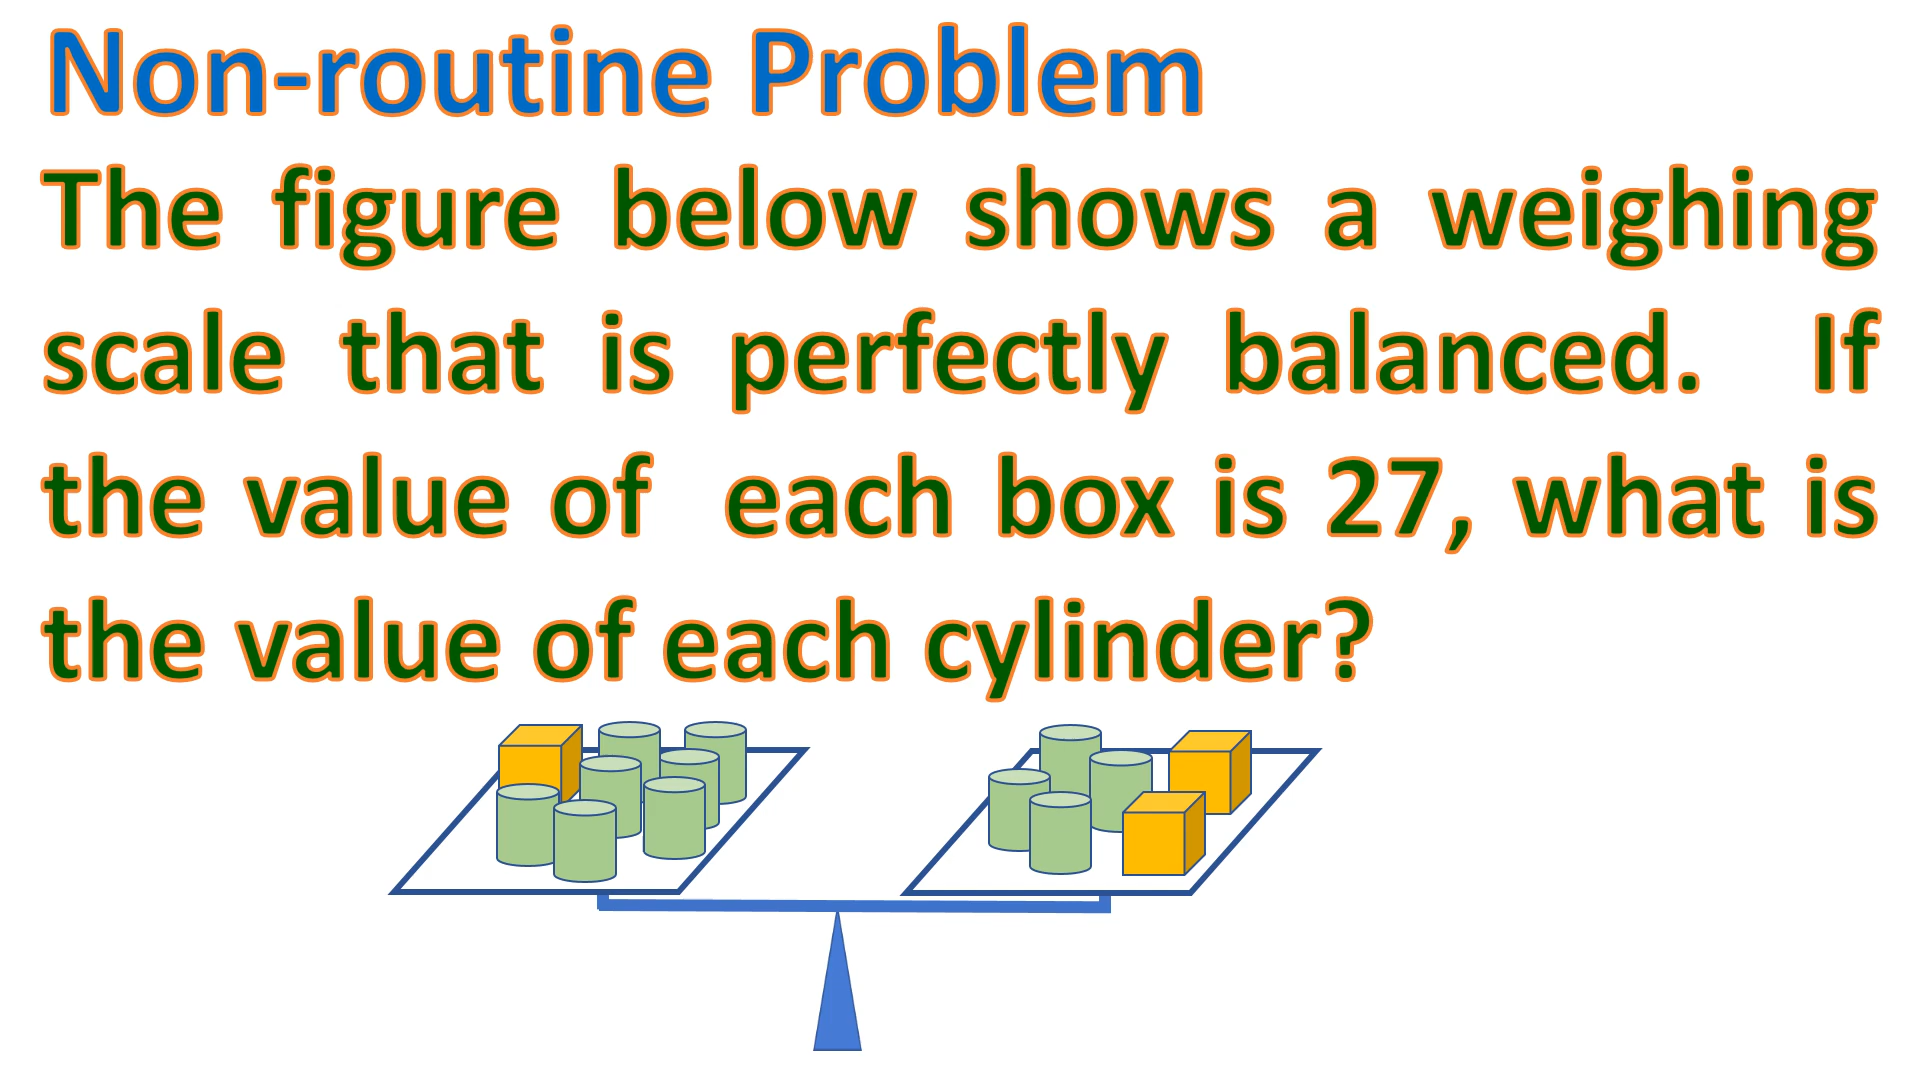 Non-routine Problem
The figure below shows a weighing
scale that is perfectly balanced. If
the value of each box is 27, what is
the value of each cylinder?